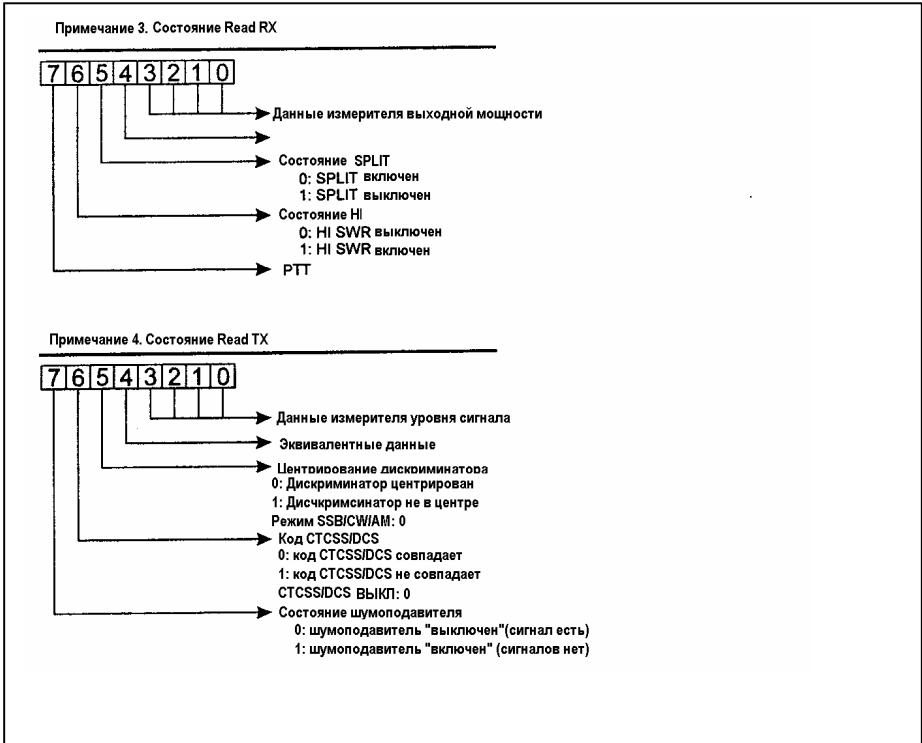 Примечание 3. Состояние Read RX
7 6 5 4 3 2 1 0
Данные измерителя выходной мощности
Состояние SPLIT
0: SPLIT включен
1: SPLIT выключен
Состояние HI
0: HI SWR выключен
1: HI SWR включен
PTT
Примечание 4. Состояние Read TX
7 6 5 4 3 2 1 0
Данные измерителя уровня сигнала
Эквивалентные данные
Центрирование дискриминатора
0: Дискриминатор центрирован
1: Дисчкримсинатор не в центре
Режим SSB/CW/AM: 0
Код CTCSS/DCS
0: код CTCSS/DCS совпадает
1: код CTCSS/DCS не совпадает
CTCSS/DCS ВЫКЛ: 0
Состояние шумоподавителя
0: шумоподавитель "выключен"(сигнал есть)
1: шумоподавитель "включен" (сигналов нет)